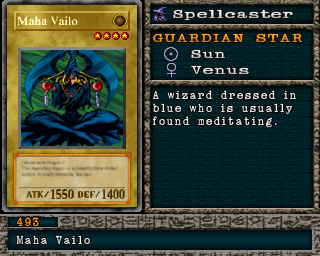 Maha Vailo
ATK/1550 DEF/1400
Spellcaster
GUARDIAN STAR
Sun
Venus
A wizard dressed in
blue who is usually
found meditating.
493
Maha Vailo